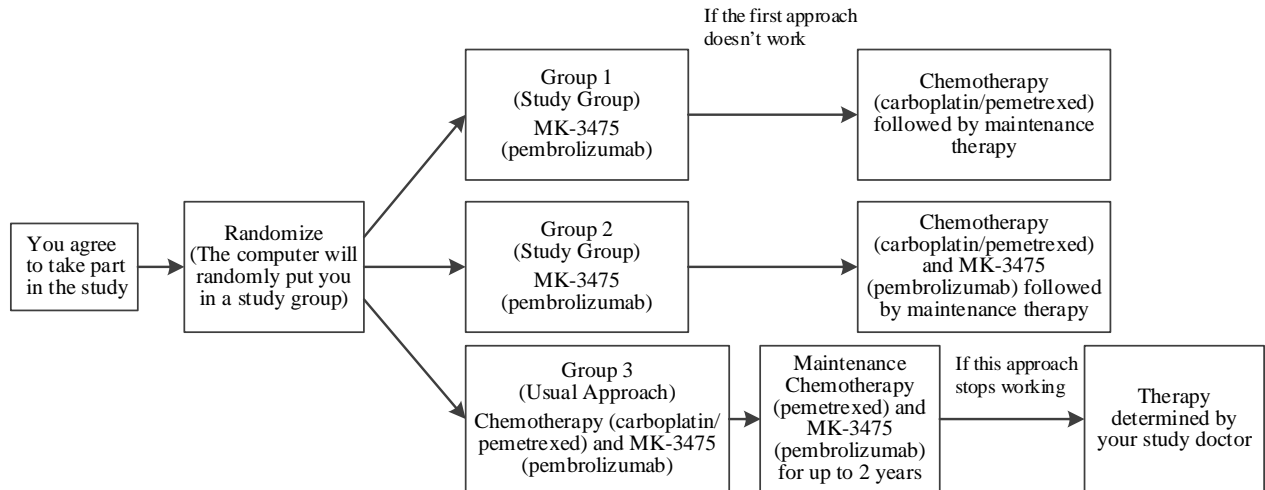 You agree
to take part
in the study
Randomize
(The computer will
randomly put you
in a study group)
Group 1
(Study Group)
MK-3475
(pembrolizumab)
If the first approach
doesn’t work
Chemotherapy
(carboplatin/pemetrexed)
followed by maintenance
therapy
Group 2
(Study Group)
MK-3475
(pembrolizumab)
Chemotherapy
(carboplatin/pemetrexed)
and MK-3475
(pembrolizumab) followed
by maintenance therapy
Group 3
(Usual Approach)
Chemotherapy (carboplatin/
pemetrexed) and MK-3475
(pembrolizumab)
Maintenance
Chemotherapy
(pemetrexed) and
MK-3475
(pembrolizumab)
for up to 2 years
If this approach
stops working
Therapy
determined by
your study doctor